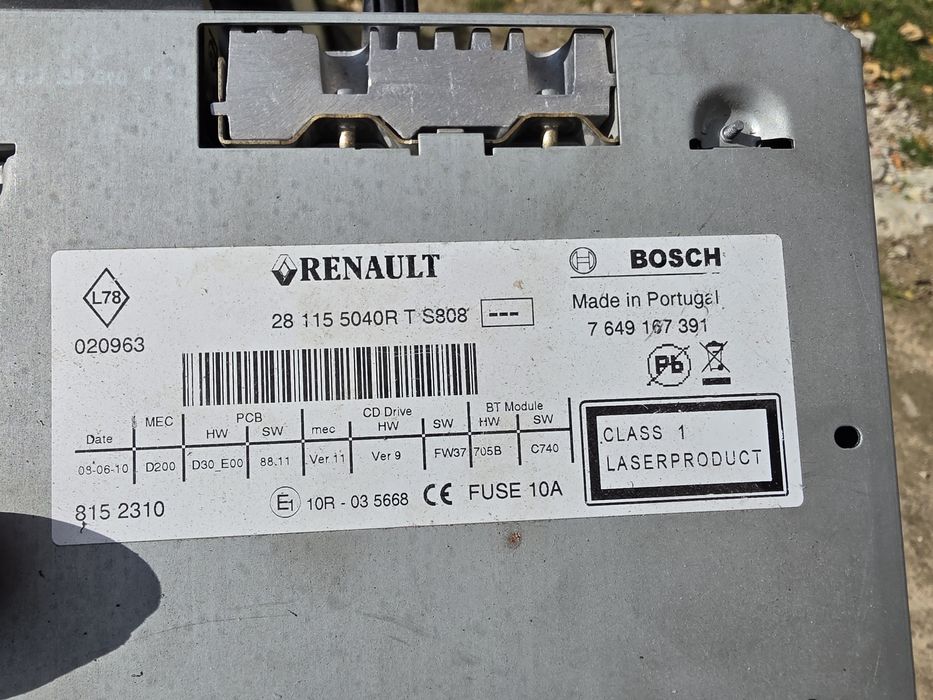 L78
020963
RENAULT
28 115 5040R T S808 ---
BOSCH
Made in Portugal
7 649 167 391
Pb
Date MEC PCB CD Drive BT Module
HW SW mec HW SW HW SW
08-06-10 D200 D30_E00 88.11 Ver 11 Ver 9 FW37 705B C740
CLASS 1
LASERPRODUCT
815 2310
E1 10R - 03 5668 CE FUSE 10A